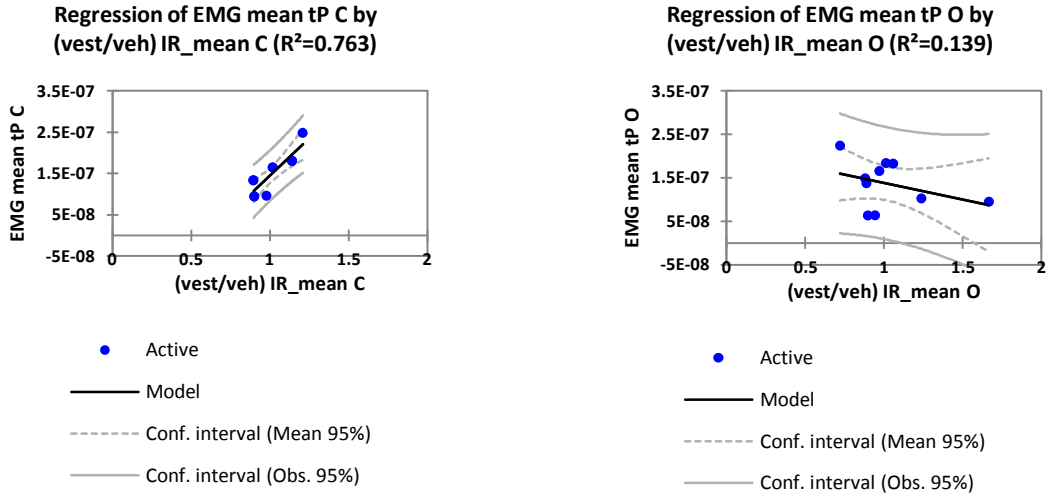 Regression of EMG mean tP C by
(vest/veh) IR_mean C (R²=0.763)
3.5E-07
2.5E-07
1.5E-07
5E-08
-5E-08
0
0.5
1
1.5
2
EMG mean tP C
(vest/veh) IR_mean C
Active
Model
Conf. interval (Mean 95%)
Conf. interval (Obs. 95%)
Regression of EMG mean tP O by
(vest/veh) IR_mean O (R²=0.139)
3.5E-07
2.5E-07
1.5E-07
5E-08
-5E-08
0
0.5
1
1.5
2
EMG mean tP O
(vest/veh) IR_mean O
Active
Model
Conf. interval (Mean 95%)
Conf. interval (Obs. 95%)